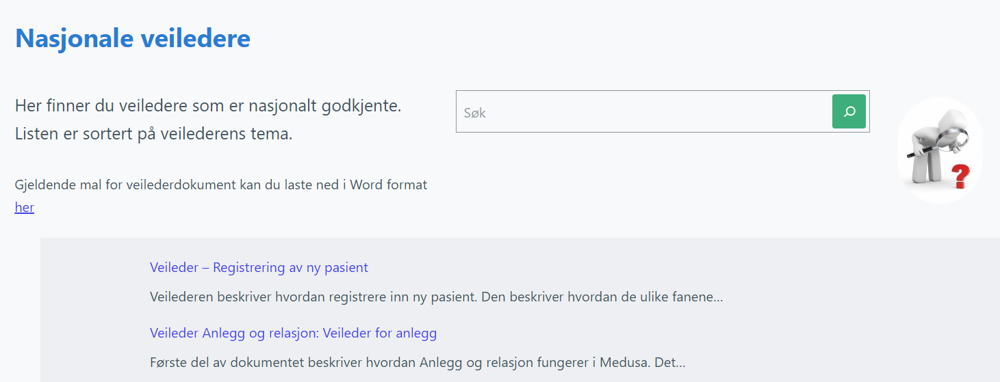 Nasjonale veiledere
Her finner du veiledere som er nasjonalt godkjente.
Listen er sortert på veilederens tema.
Søk
Gjeldende mal for veilederdokument kan du laste ned i Word format
her
Veileder – Registrering av ny pasient
Veilederen beskriver hvordan registrere inn ny pasient. Den beskriver hvordan de ulike fanene…
Veileder Anlegg og relasjon: Veileder for anlegg
Første del av dokumentet beskriver hvordan Anlegg og relasjon fungerer i Medusa. Det…